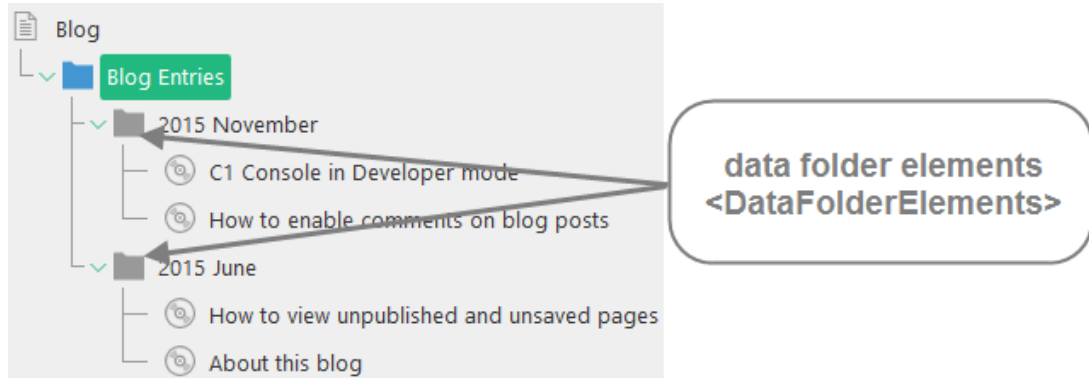 Blog
Blog Entries
2015 November
C1 Console in Developer mode
How to enable comments on blog posts
2015 June
How to view unpublished and unsaved pages
About this blog
data folder elements
<DataFolderElements>